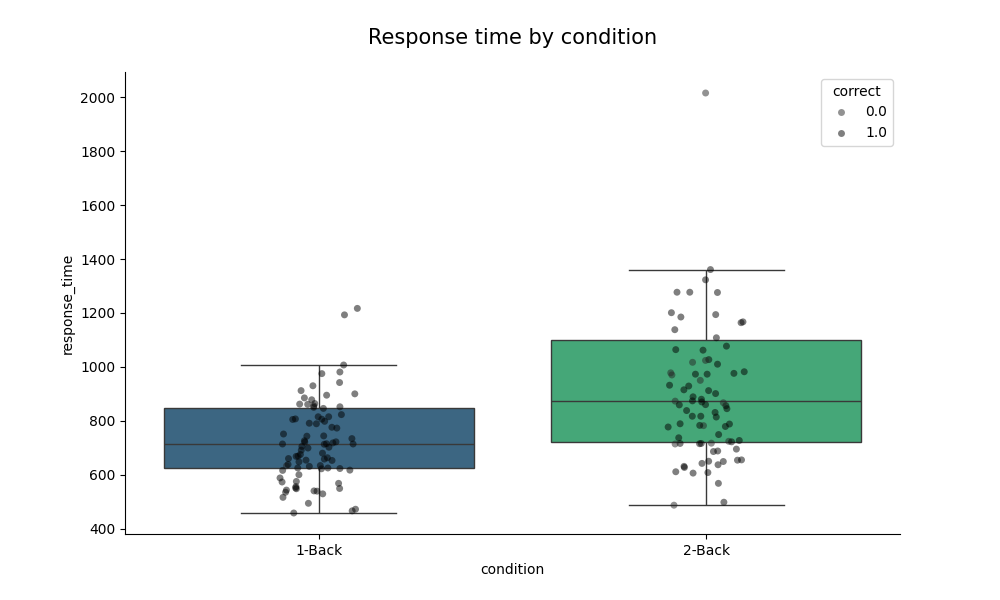 Response time by condition
correct
0.0
1.0
2000
1800
1600
1400
1200
1000
800
600
400
response_time
1-Back
2-Back
condition